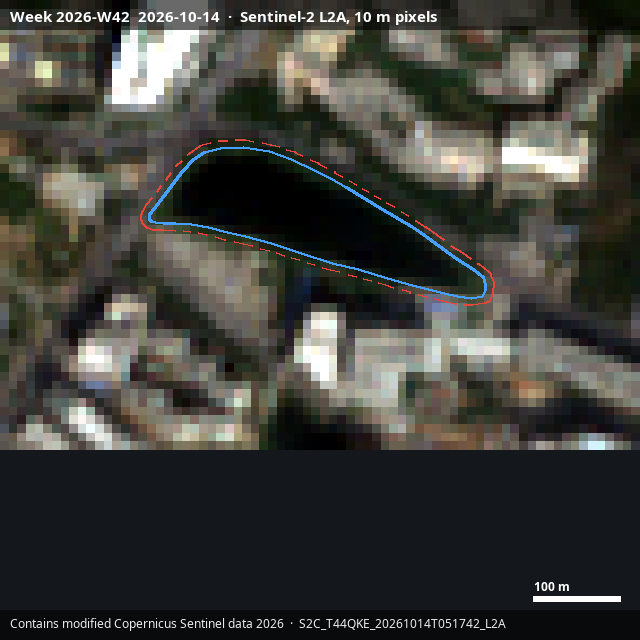 Week 2026-W42  2026-10-14  ·  Sentinel-2 L2A, 10 m pixels
100 m
Contains modified Copernicus Sentinel data 2026  ·  S2C_T44QKE_20261014T051742_L2A